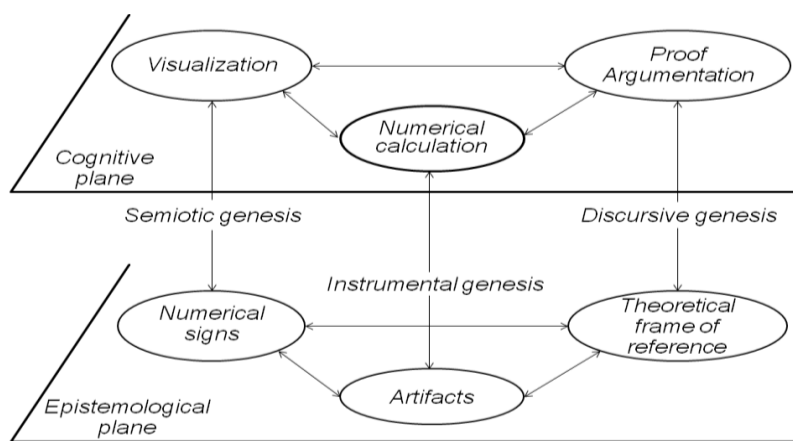 Visualization
Proof
Argumentation
Numerical
calculation
Cognitive
plane
Semiotic genesis
Discursive genesis
Instrumental genesis
Numerical
signs
Theoretical
frame of
reference
Artifacts
Epistemological
plane